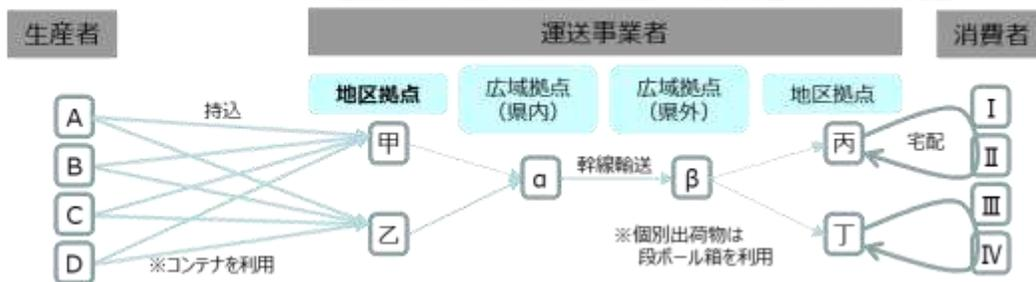 生産者
運送事業者
消費者
地区拠点
広域拠点
（県内）
広域拠点
（県外）
地区拠点
A
B
C
D
持込
※コンテナを利用
甲
乙
α
幹線輸送
β
※個別出荷物は
段ボール箱を利用
丙
丁
宅配
Ⅰ
Ⅱ
Ⅲ
Ⅳ